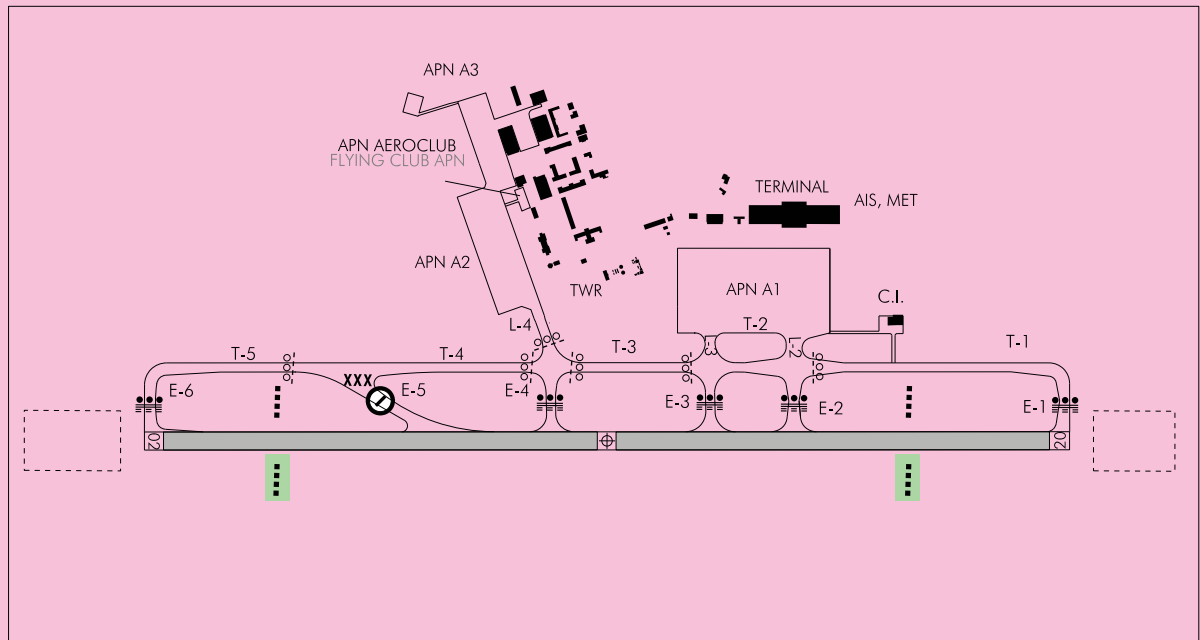 APN A3
APN AEROCLUB
FLYING CLUB APN
TERMINAL
AIS, MET
APN A2
TWR
APN A1
C.I.
L-4
T-2
L-3
L-2
T-5
T-4
T-3
T-1
XXX
E-6
E-5
E-4
E-3
E-2
E-1
02
20